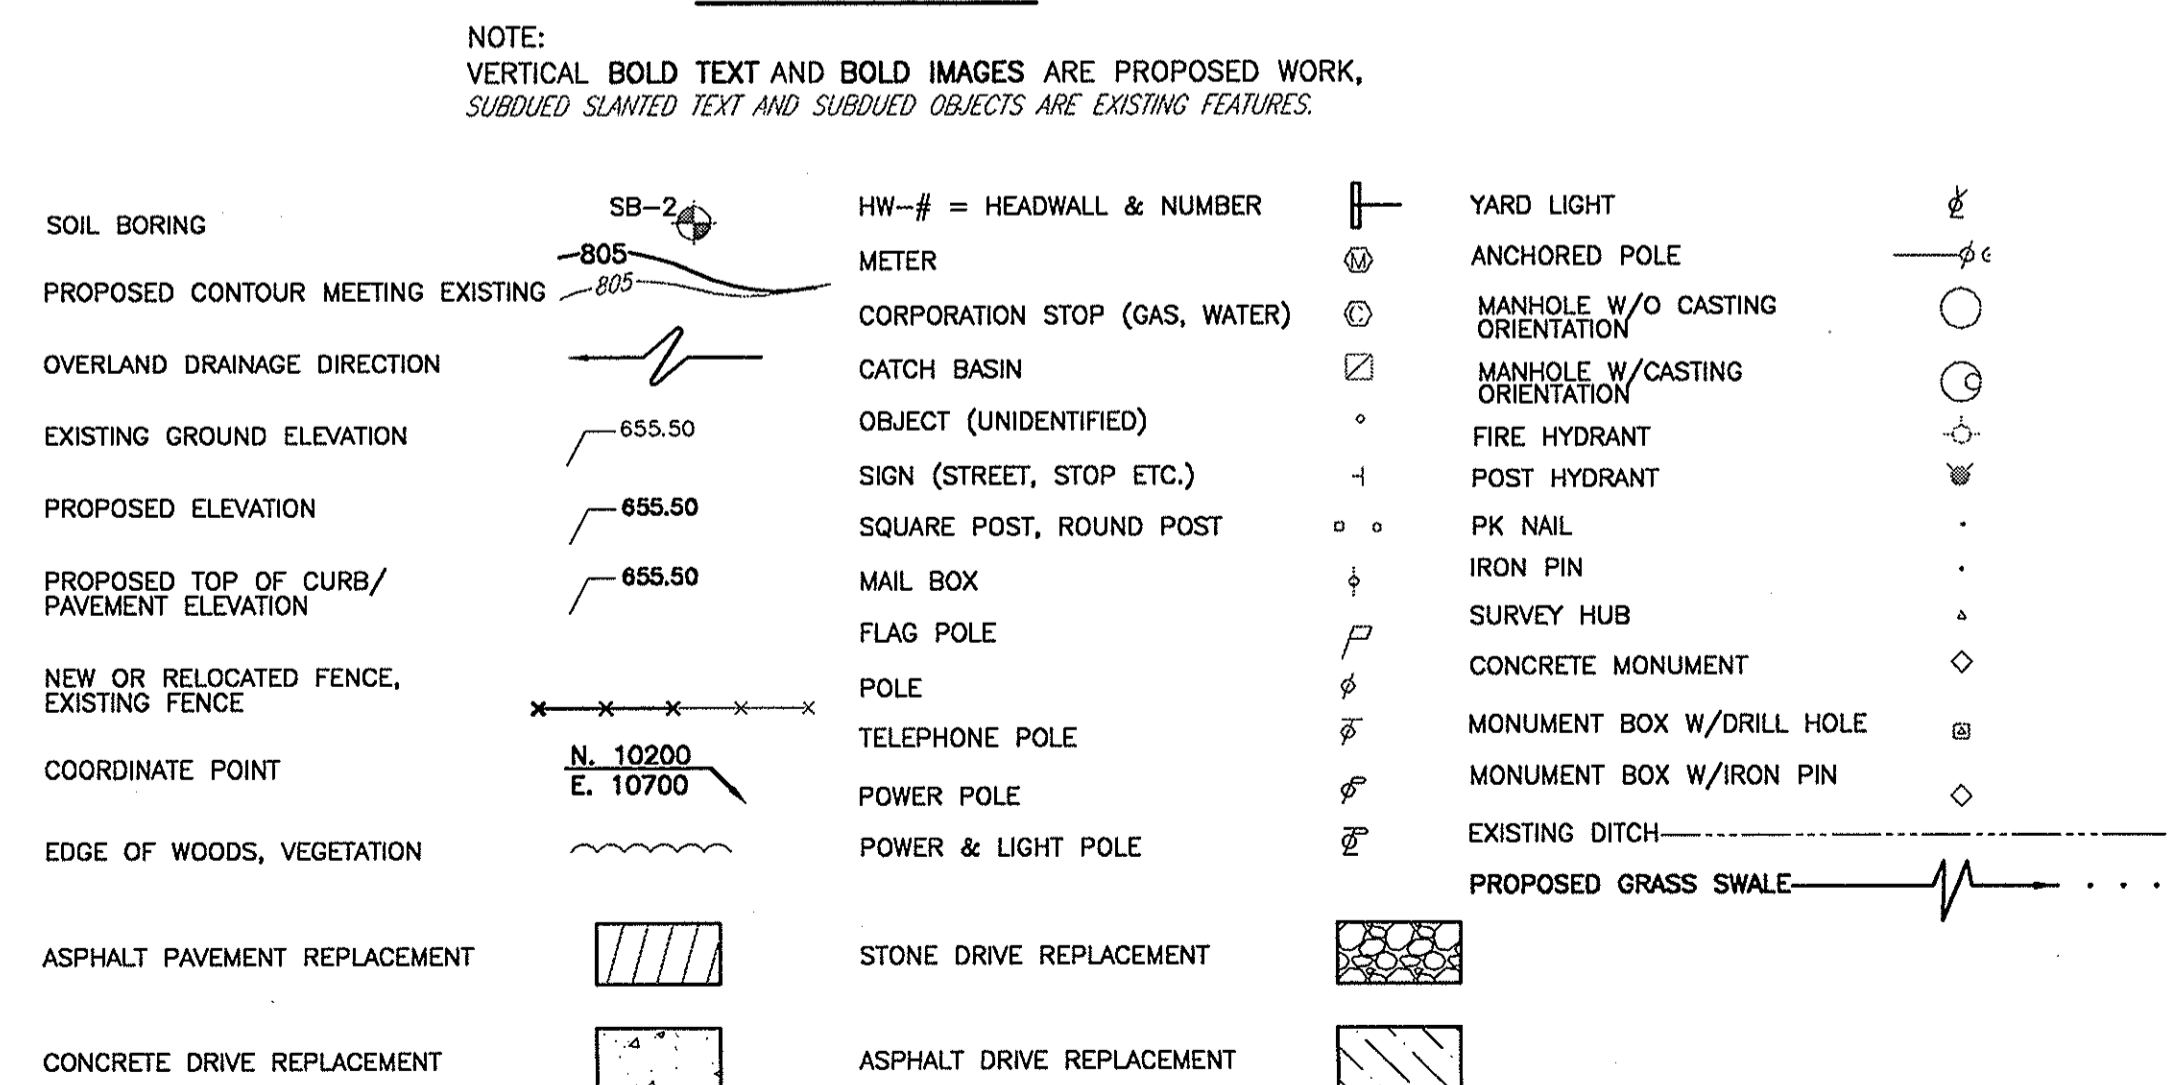 NOTE:
VERTICAL BOLD TEXT AND BOLD IMAGES ARE PROPOSED WORK,
SUBDUED SLANTED TEXT AND SUBDUED OBJECTS ARE EXISTING FEATURES.
SOIL BORING
SB-2
PROPOSED CONTOUR MEETING EXISTING
805
805
OVERLAND DRAINAGE DIRECTION
EXISTING GROUND ELEVATION
655.50
PROPOSED ELEVATION
655.50
PROPOSED TOP OF CURB/
PAVEMENT ELEVATION
655.50
NEW OR RELOCATED FENCE,
EXISTING FENCE
COORDINATE POINT
N. 10200
E. 10700
EDGE OF WOODS, VEGETATION
ASPHALT PAVEMENT REPLACEMENT
CONCRETE DRIVE REPLACEMENT
HW-# = HEADWALL & NUMBER
METER
M
CORPORATION STOP (GAS, WATER)
C
CATCH BASIN
OBJECT (UNIDENTIFIED)
SIGN (STREET, STOP ETC.)
SQUARE POST, ROUND POST
MAIL BOX
FLAG POLE
POLE
TELEPHONE POLE
POWER POLE
POWER & LIGHT POLE
STONE DRIVE REPLACEMENT
ASPHALT DRIVE REPLACEMENT
YARD LIGHT
ANCHORED POLE
MANHOLE W/O CASTING
ORIENTATION
MANHOLE W/CASTING
ORIENTATION
FIRE HYDRANT
POST HYDRANT
PK NAIL
IRON PIN
SURVEY HUB
CONCRETE MONUMENT
MONUMENT BOX W/DRILL HOLE
MONUMENT BOX W/IRON PIN
EXISTING DITCH
PROPOSED GRASS SWALE